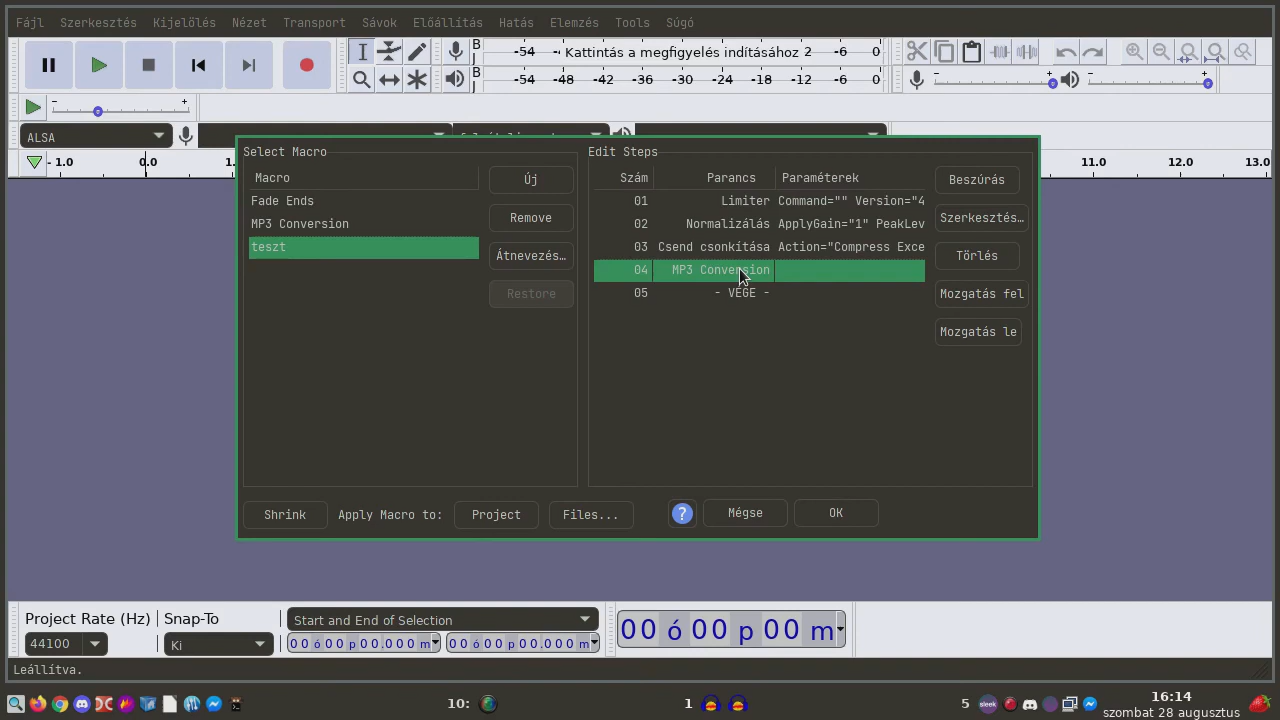 Fájl Szerkesztés Kijelölés Nézet Transport Sávok Előállítás Hatás Elemzés Tools Súgó
B -54 -‹ Kattintás a megfigyelés indításához 2 -6 0
B -54 -48 -42 -36 -30 -24 -18 -12 -6 0
- +
ALSA
- 1.0 0.0 1. 11.0 12.0 13.0
Select Macro
Macro
Fade Ends
MP3 Conversion
teszt
Új
Remove
Átnevezés…
Restore
Edit Steps
Szám Parancs Paraméterek
01 Limiter Command="" Version="4
02 Normalizálás ApplyGain="1" PeakLev
03 Csend csonkítása Action="Compress Exce
04 MP3 Conversion
05 - VÉGE -
Beszúrás
Szerkesztés…
Törlés
Mozgatás fel
Mozgatás le
Shrink Apply Macro to: Project Files... ? Mégse OK
Project Rate (Hz) Snap-To Start and End of Selection
44100 Ki 00 ó 00 p 00.000 m 00 ó 00 p 00.000 m
00 ó 00 p 00 m
Leállítva.
10: 1 5 sleek 16:14
szombat 28 augusztus